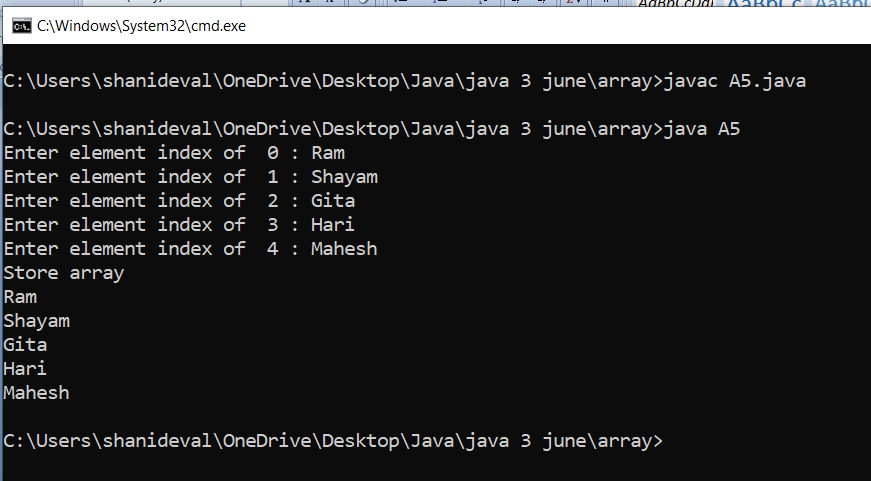 AaBbCcDdI AaBbCc AaBbCc
C:\Windows\System32\cmd.exe
C:\Users\shanideval\OneDrive\Desktop\Java\java 3 june\array>javac A5.java
C:\Users\shanideval\OneDrive\Desktop\Java\java 3 june\array>java A5
Enter element index of  0 : Ram
Enter element index of  1 : Shayam
Enter element index of  2 : Gita
Enter element index of  3 : Hari
Enter element index of  4 : Mahesh
Store array
Ram
Shayam
Gita
Hari
Mahesh
C:\Users\shanideval\OneDrive\Desktop\Java\java 3 june\array>